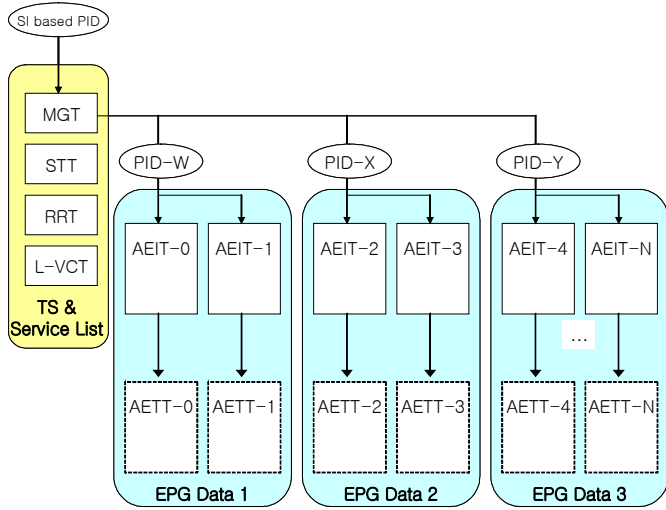 SI based PID
MGT
STT
RRT
L-VCT
TS &
Service List
PID-W
PID-X
PID-Y
AEIT-0
AEIT-1
AEIT-2
AEIT-3
AEIT-4
AEIT-N
...
AETT-0
AETT-1
AETT-2
AETT-3
AETT-4
AETT-N
EPG Data 1
EPG Data 2
EPG Data 3